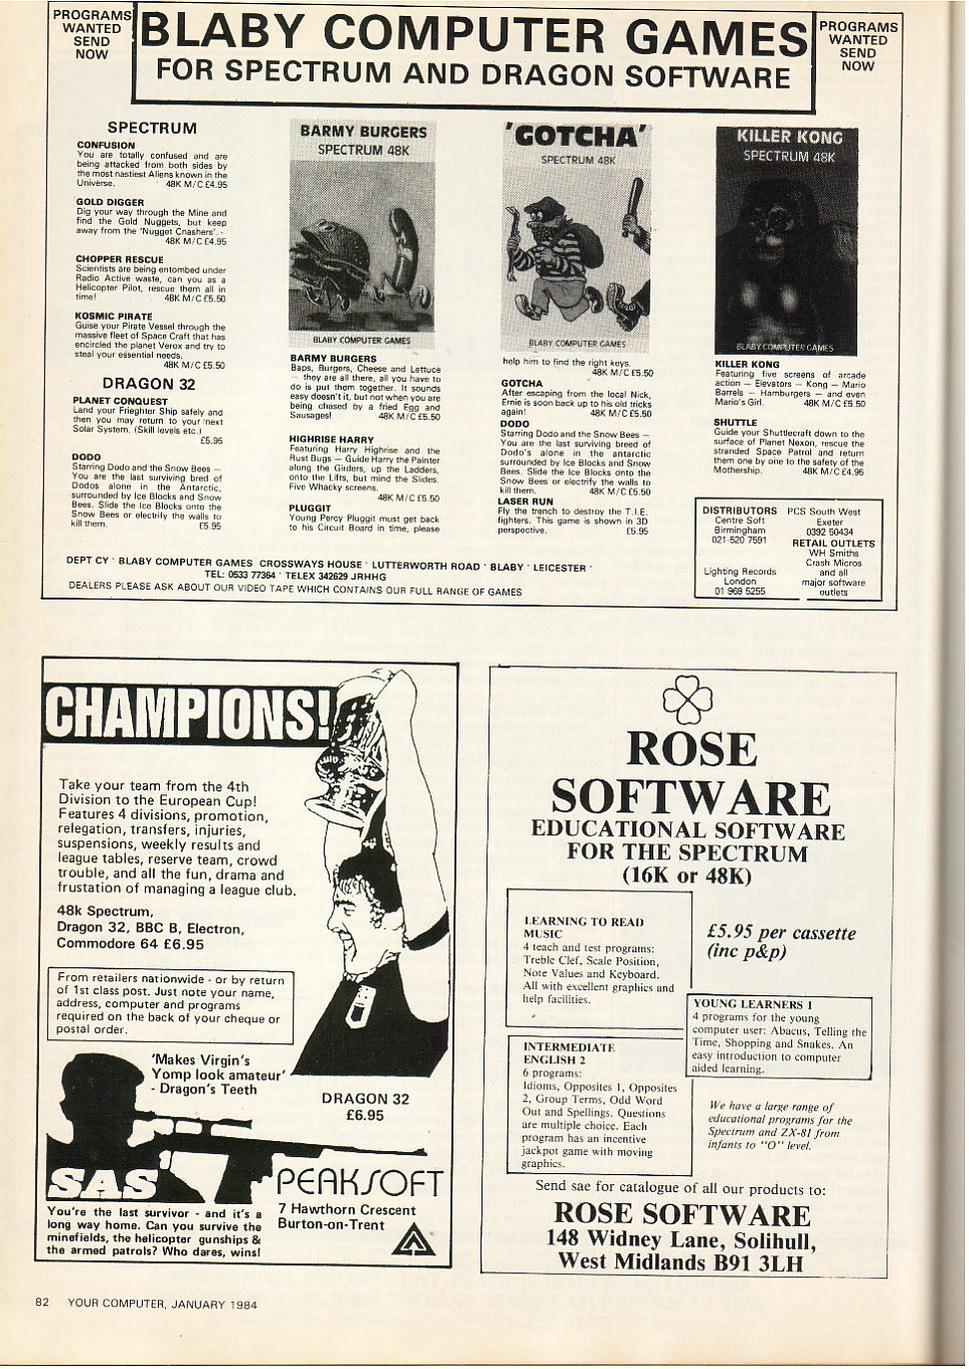 PROGRAMS
WANTED
SEND
NOW
BLABY COMPUTER GAMES
FOR SPECTRUM AND DRAGON SOFTWARE
PROGRAMS
WANTED
SEND
NOW
SPECTRUM
CONFUSION
You are totally confused and are
being attacked from both sides by
the most nastiest Aliens known in the
Universe. 48K M/C £4.95
GOLD DIGGER
Dig your way through the Mine and
find the Gold Nuggets, but keep
away from the 'Nugget Cnashers'.
48K M/C £4.95
CHOPPER RESCUE
Scientists are being entombed under
Radio Active waste, can you as a
Helicopter Pilot, rescue them all in
time! 48K M/C £5.50
KOSMIC PIRATE
Guise your Pirate Vessel through the
massive fleet of Space Craft that has
encircled the planet Verox and try to
steal your essential needs.
48K M/C £5.50
DRAGON 32
PLANET CONQUEST
Land your Frieghter Ship safely and
then you may return to your next
Solar System. (Skill levels etc.)
£5.95
DODO
Starring Dodo and the Snow Bees —
You are the last surviving bred of
Dodos alone in the Antarctic,
surrounded by Ice Blocks and Snow
Bees. Slide the Ice Blocks onto the
Snow Bees or electrify the walls to
kill them. £5.95
BARMY BURGERS
SPECTRUM 48K
BLABY COMPUTER GAMES
BARMY BURGERS
Baps, Burgers, Cheese and Lettuce
— they are all there, all you have to
do is put them together. It sounds
easy doesn't it, but not when you are
being chased by a fried Egg and
Sausages! 48K M/C £5.50
HIGHRISE HARRY
Featuring Harry Highrise and the
Rust Bugs — Guide Harry the Painter
along the Girders, up the Ladders,
onto the Lifts, but mind the Slides.
Five Whacky screens.
48K M/C £5.50
PLUGGIT
Young Percy Pluggit must get back
to his Circuit Board in time, please
'GOTCHA'
SPECTRUM 48K
BLABY COMPUTER GAMES
help him to find the right keys.
48K M/C £5.50
GOTCHA
After escaping from the local Nick,
Ernie is soon back up to his old tricks
again! 48K M/C £5.50
DODO
Starring Dodo and the Snow Bees —
You are the last surviving breed of
Dodo's alone in the antarctic
surrounded by Ice Blocks and Snow
Bees. Slide the Ice Blocks onto the
Snow Bees or electrify the walls to
kill them. 48K M/C £5.50
LASER RUN
Fly the trench to destroy the T.I.E.
fighters. This game is shown in 3D
perspective. £5.95
KILLER KONG
SPECTRUM 48K
BLABY COMPUTER GAMES
KILLER KONG
Featuring five screens of arcade
action — Elevators — Kong — Mario
Barrels — Hamburgers — and even
Mario's Girl. 48K M/C £5.50
SHUTTLE
Guide your Shuttlecraft down to the
surface of Planet Nexon, rescue the
stranded Space Patrol and return
them one by one to the safety of the
Mothership. 48K M/C £4.95
DISTRIBUTORS
Centre Soft
Birmingham
021-520 7591
Lighting Records
London
01 969 5255
PCS South West
Exeter
0392 50434
RETAIL OUTLETS
WH Smiths
Crash Micros
and all
major software
outlets
DEPT CY · BLABY COMPUTER GAMES CROSSWAYS HOUSE · LUTTERWORTH ROAD · BLABY · LEICESTER ·
TEL: 0533 77364 · TELEX 342629 JRHHG
DEALERS PLEASE ASK ABOUT OUR VIDEO TAPE WHICH CONTAINS OUR FULL RANGE OF GAMES
CHAMPIONS!
Take your team from the 4th
Division to the European Cup!
Features 4 divisions, promotion,
relegation, transfers, injuries,
suspensions, weekly results and
league tables, reserve team, crowd
trouble, and all the fun, drama and
frustation of managing a league club.
48k Spectrum,
Dragon 32, BBC B, Electron,
Commodore 64 £6.95
From retailers nationwide - or by return
of 1st class post. Just note your name,
address, computer and programs
required on the back of your cheque or
postal order.
'Makes Virgin's
Yomp look amateur'
- Dragon's Teeth
DRAGON 32
£6.95
SAS
You're the last survivor - and it's a
long way home. Can you survive the
minefields, the helicopter gunships &
the armed patrols? Who dares, wins!
PEAKSOFT
7 Hawthorn Crescent
Burton-on-Trent
ROSE
SOFTWARE
EDUCATIONAL SOFTWARE
FOR THE SPECTRUM
(16K or 48K)
LEARNING TO READ
MUSIC
4 teach and test programs:
Treble Clef, Scale Position,
Note Values and Keyboard.
All with excellent graphics and
help facilities.
£5.95 per cassette
(inc p&p)
YOUNG LEARNERS 1
4 programs for the young
computer user: Abacus, Telling the
Time, Shopping and Snakes. An
easy introduction to computer
aided learning.
INTERMEDIATE
ENGLISH 2
6 programs:
Idioms, Opposites 1, Opposites
2, Group Terms, Odd Word
Out and Spellings. Questions
are multiple choice. Each
program has an incentive
jackpot game with moving
graphics.
We have a large range of
educational programs for the
Spectrum and ZX-81 from
infants to "O" level.
Send sae for catalogue of all our products to:
ROSE SOFTWARE
148 Widney Lane, Solihull,
West Midlands B91 3LH
82 YOUR COMPUTER, JANUARY 1984